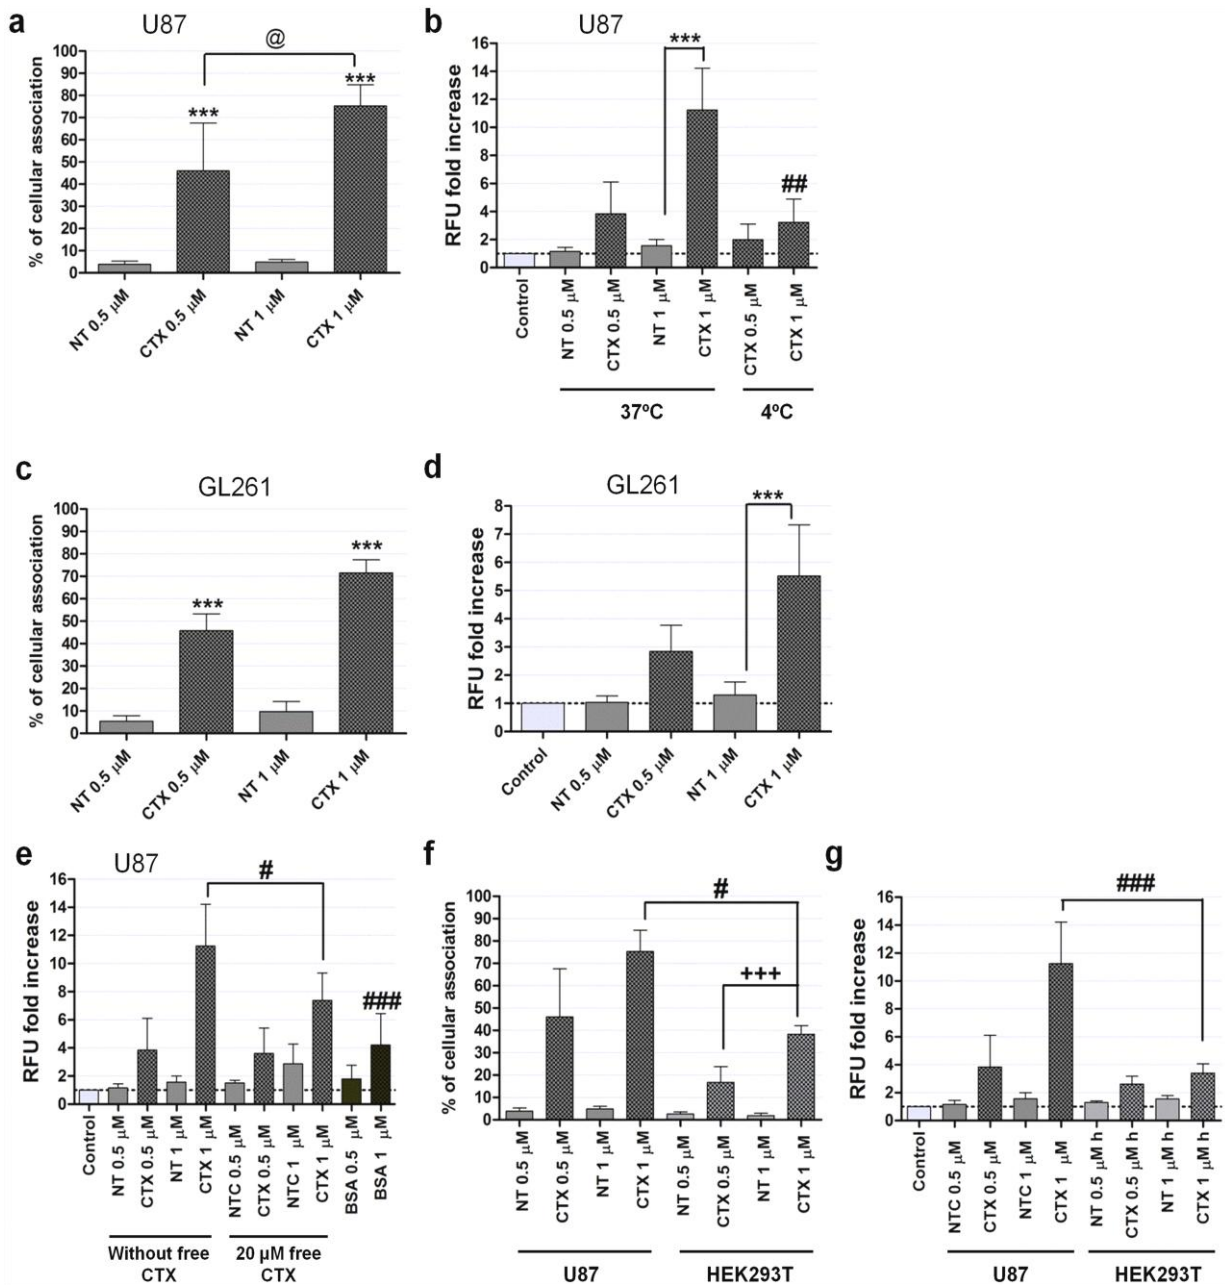 a
U87
% of cellular association
100
90
80
70
60
50
40
30
20
10
0
@
***
***
NT 0.5 µM
CTX 0.5 µM
NT 1 µM
CTX 1 µM
b
U87
RFU fold increase
16
14
12
10
8
6
4
2
0
***
##
Control
NT 0.5 µM
CTX 0.5 µM
NT 1 µM
CTX 1 µM
CTX 0.5 µM
CTX 1 µM
37ºC
4ºC
c
GL261
% of cellular association
100
90
80
70
60
50
40
30
20
10
0
***
***
NT 0.5 µM
CTX 0.5 µM
NT 1 µM
CTX 1 µM
d
GL261
RFU fold increase
8
7
6
5
4
3
2
1
0
***
Control
NT 0.5 µM
CTX 0.5 µM
NT 1 µM
CTX 1 µM
e
U87
RFU fold increase
16
14
12
10
8
6
4
2
0
#
###
Control
NT 0.5 µM
CTX 0.5 µM
NT 1 µM
CTX 1 µM
NTC 0.5 µM
CTX 0.5 µM
NTC 1 µM
CTX 1 µM
BSA 0.5 µM
BSA 1 µM
Without free
CTX
20 µM free
CTX
f
% of cellular association
100
90
80
70
60
50
40
30
20
10
0
#
+++
NT 0.5 µM
CTX 0.5 µM
NT 1 µM
CTX 1 µM
NT 0.5 µM
CTX 0.5 µM
NT 1 µM
CTX 1 µM
U87
HEK293T
g
RFU fold increase
16
14
12
10
8
6
4
2
0
###
Control
NTC 0.5 µM
CTX 0.5 µM
NTC 1 µM
CTX 1 µM
NT 0.5 µM h
CTX 0.5 µM h
NT 1 µM h
CTX 1 µM h
U87
HEK293T